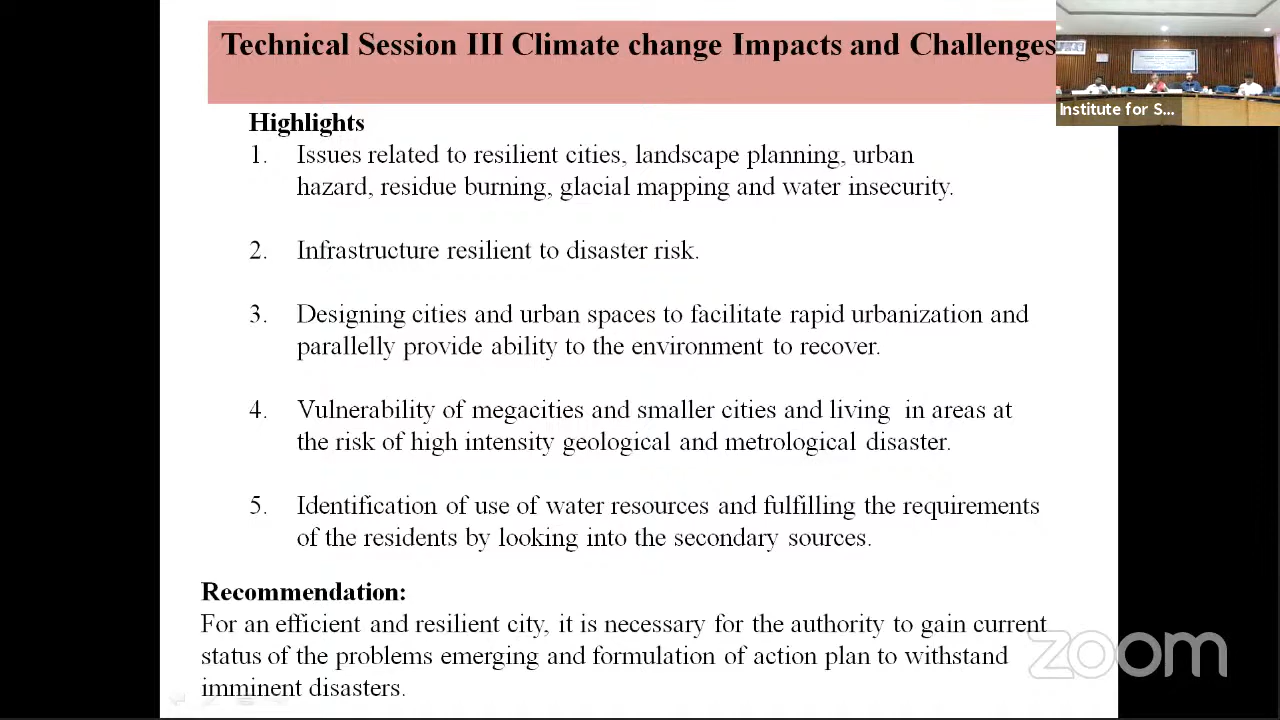 Technical Session III Climate change Impacts and Challenges
Institute for S...
Highlights
1. Issues related to resilient cities, landscape planning, urban
hazard, residue burning, glacial mapping and water insecurity.
2. Infrastructure resilient to disaster risk.
3. Designing cities and urban spaces to facilitate rapid urbanization and
parallelly provide ability to the environment to recover.
4. Vulnerability of megacities and smaller cities and living in areas at
the risk of high intensity geological and metrological disaster.
5. Identification of use of water resources and fulfilling the requirements
of the residents by looking into the secondary sources.
Recommendation:
For an efficient and resilient city, it is necessary for the authority to gain current
status of the problems emerging and formulation of action plan to withstand
imminent disasters.
zoom